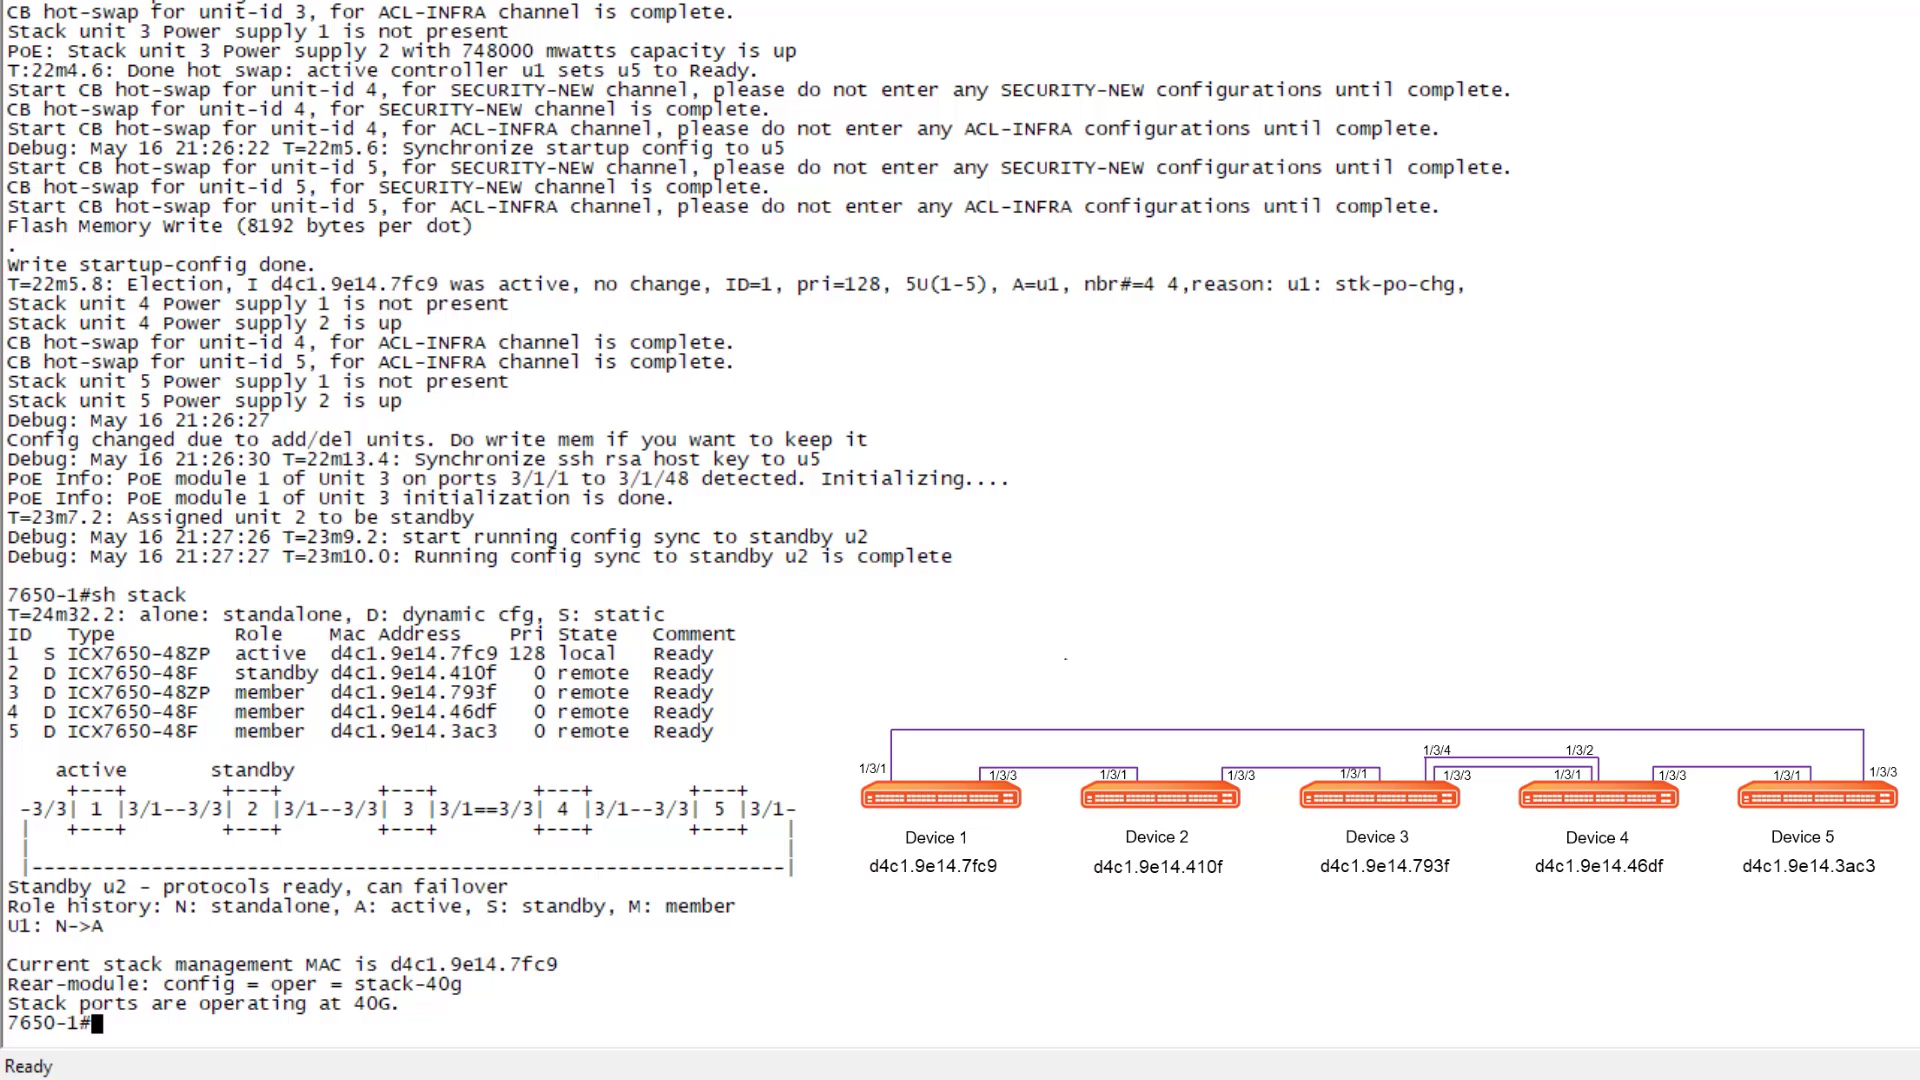 CB hot-swap for unit-id 3, for ACL-INFRA channel is complete.
Stack unit 3 Power supply 1 is not present
PoE: Stack unit 3 Power supply 2 with 748000 mwatts capacity is up
T:22m4.6: Done hot swap: active controller u1 sets u5 to Ready.
Start CB hot-swap for unit-id 4, for SECURITY-NEW channel, please do not enter any SECURITY-NEW configurations until complete.
CB hot-swap for unit-id 4, for SECURITY-NEW channel is complete.
Start CB hot-swap for unit-id 4, for ACL-INFRA channel, please do not enter any ACL-INFRA configurations until complete.
Debug: May 16 21:26:22 T=22m5.6: Synchronize startup config to u5
Start CB hot-swap for unit-id 5, for SECURITY-NEW channel, please do not enter any SECURITY-NEW configurations until complete.
CB hot-swap for unit-id 5, for SECURITY-NEW channel is complete.
Start CB hot-swap for unit-id 5, for ACL-INFRA channel, please do not enter any ACL-INFRA configurations until complete.
Flash Memory Write (8192 bytes per dot)
.
Write startup-config done.
T=22m5.8: Election, I d4c1.9e14.7fc9 was active, no change, ID=1, pri=128, 5U(1-5), A=u1, nbr#=4 4,reason: u1: stk-po-chg,
Stack unit 4 Power supply 1 is not present
Stack unit 4 Power supply 2 is up
CB hot-swap for unit-id 4, for ACL-INFRA channel is complete.
CB hot-swap for unit-id 5, for ACL-INFRA channel is complete.
Stack unit 5 Power supply 1 is not present
Stack unit 5 Power supply 2 is up
Debug: May 16 21:26:27
Config changed due to add/del units. Do write mem if you want to keep it
Debug: May 16 21:26:30 T=22m13.4: Synchronize ssh rsa host key to u5
PoE Info: PoE module 1 of Unit 3 on ports 3/1/1 to 3/1/48 detected. Initializing....
PoE Info: PoE module 1 of Unit 3 initialization is done.
T=23m7.2: Assigned unit 2 to be standby
Debug: May 16 21:27:26 T=23m9.2: start running config sync to standby u2
Debug: May 16 21:27:27 T=23m10.0: Running config sync to standby u2 is complete
7650-1#sh stack
T=24m32.2: alone: standalone, D: dynamic cfg, S: static
ID   Type          Role    Mac Address    Pri State   Comment
1  S ICX7650-48ZP  active  d4c1.9e14.7fc9 128 local   Ready
2  D ICX7650-48F   standby d4c1.9e14.410f   0 remote  Ready
3  D ICX7650-48ZP  member  d4c1.9e14.793f   0 remote  Ready
4  D ICX7650-48F   member  d4c1.9e14.46df   0 remote  Ready
5  D ICX7650-48F   member  d4c1.9e14.3ac3   0 remote  Ready
    active       standby
     +---+        +---+        +---+        +---+        +---+
 -3/3| 1 |3/1--3/3| 2 |3/1--3/3| 3 |3/1==3/3| 4 |3/1--3/3| 5 |3/1-
 |   +---+        +---+        +---+        +---+        +---+   |
 |                                                               |
 |---------------------------------------------------------------|
Standby u2 - protocols ready, can failover
Role history: N: standalone, A: active, S: standby, M: member
U1: N->A
Current stack management MAC is d4c1.9e14.7fc9
Rear-module: config = oper = stack-40g
Stack ports are operating at 40G.
7650-1#
1/3/4 1/3/2
1/3/1 1/3/3 1/3/1 1/3/3 1/3/1 1/3/3 1/3/1 1/3/3 1/3/1 1/3/3
Device 1 Device 2 Device 3 Device 4 Device 5
d4c1.9e14.7fc9 d4c1.9e14.410f d4c1.9e14.793f d4c1.9e14.46df d4c1.9e14.3ac3
Ready